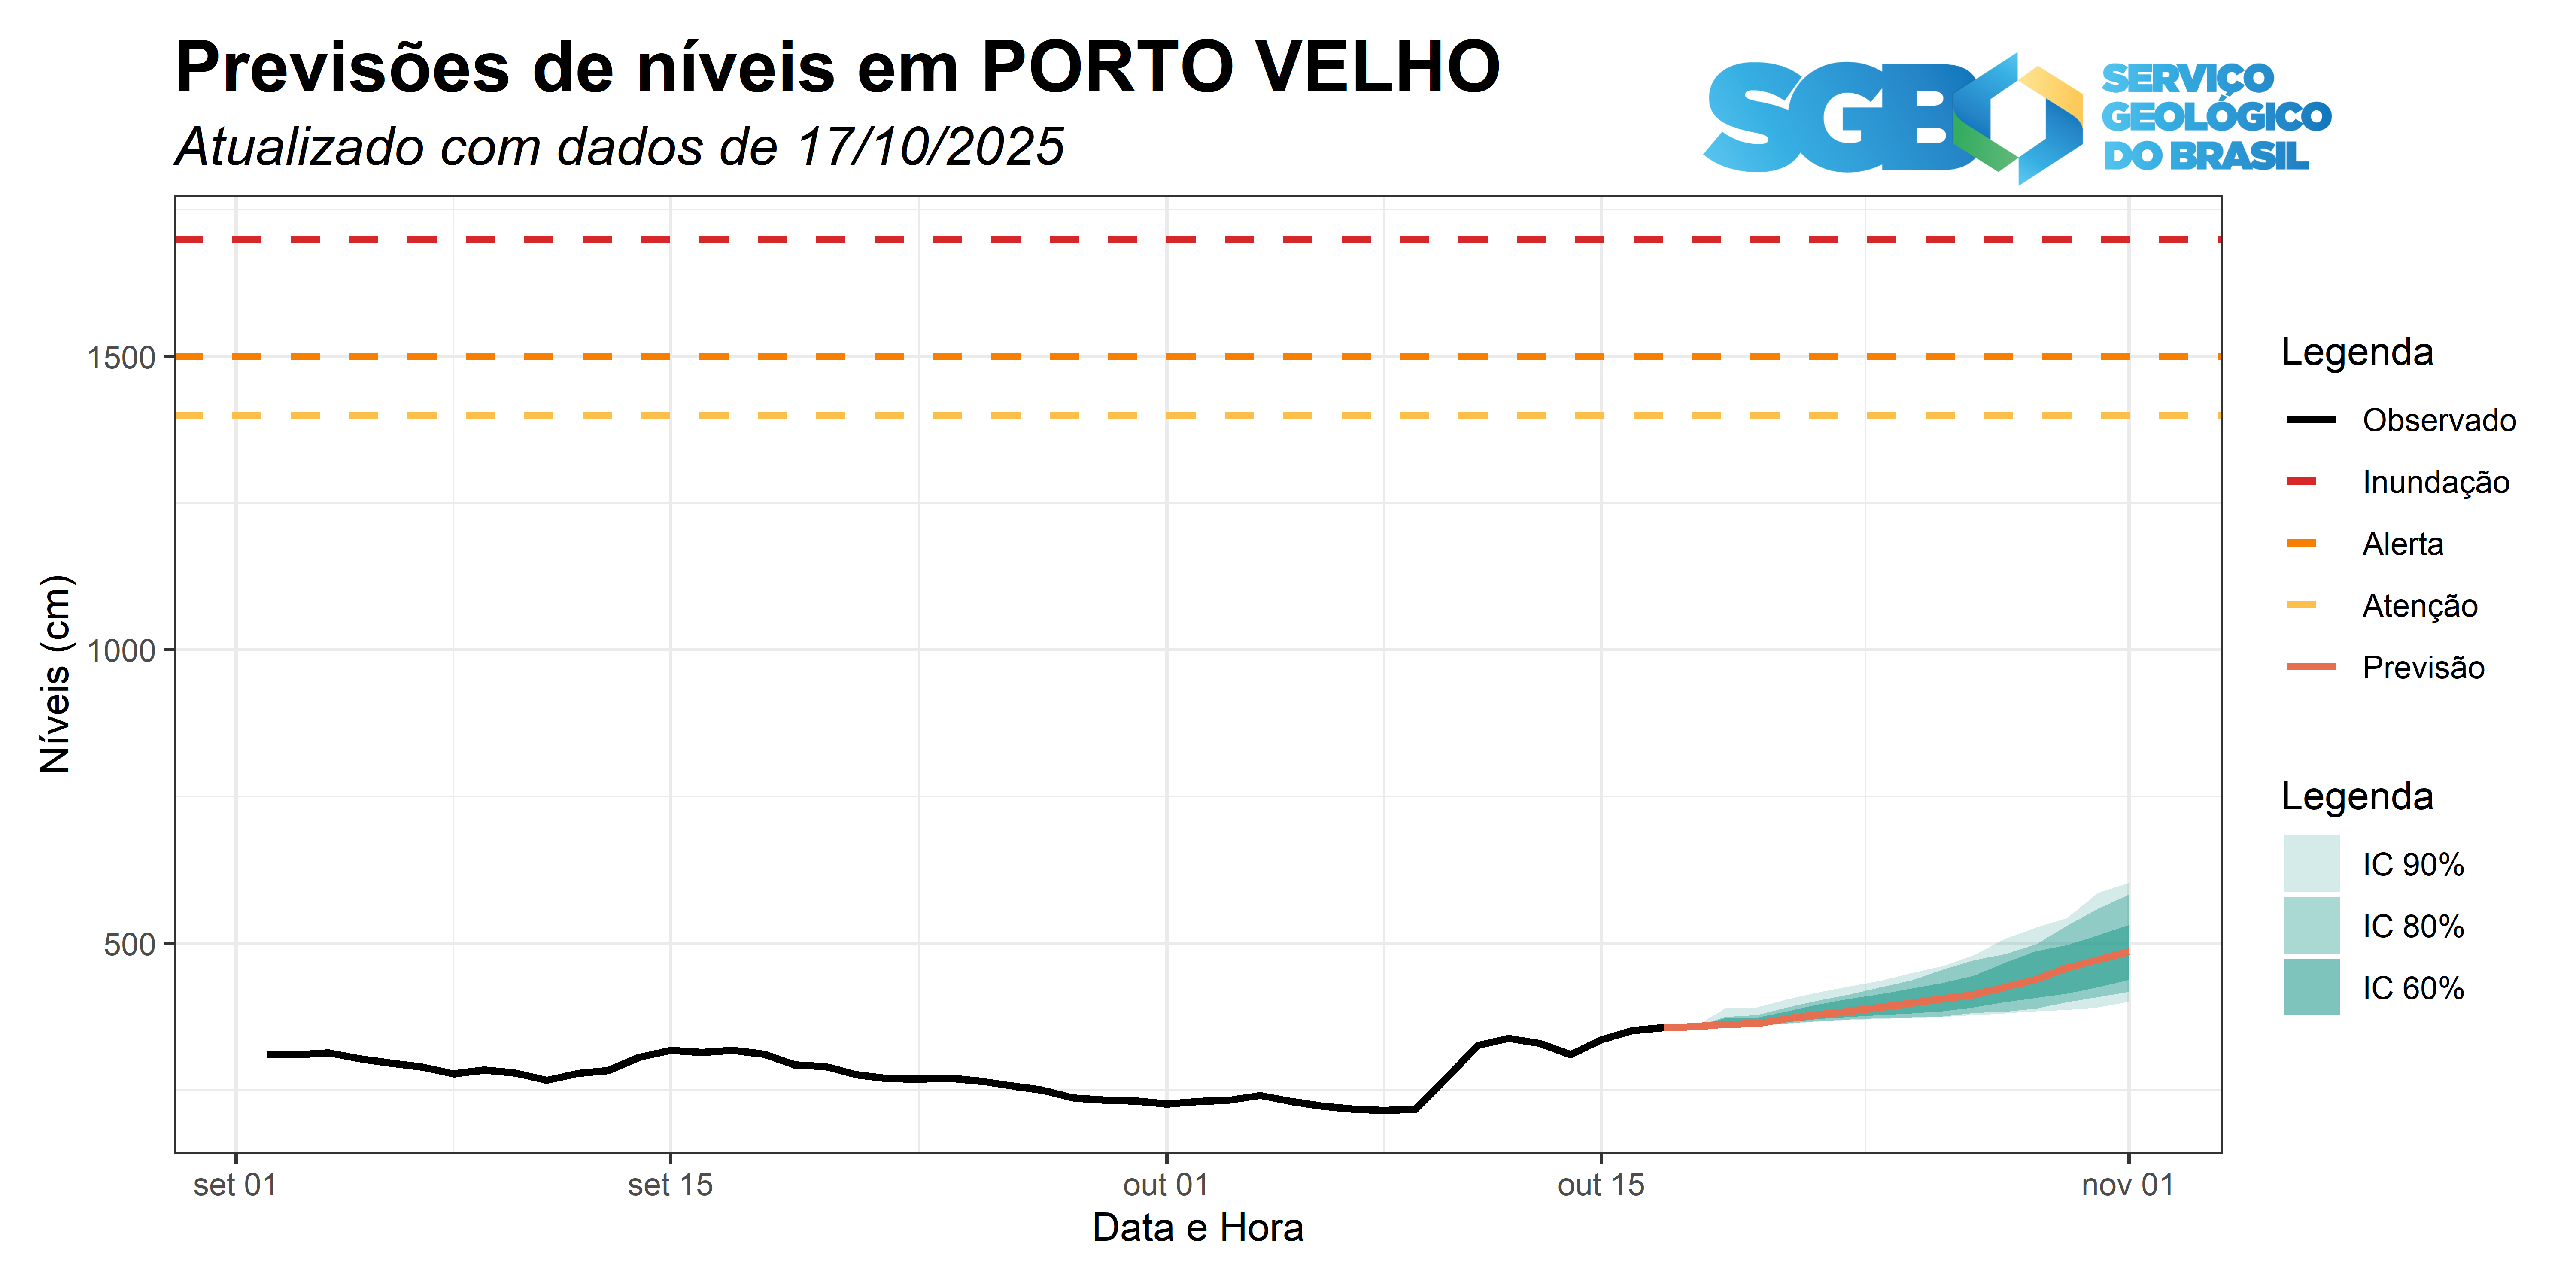 Previsões de níveis em PORTO VELHO
Atualizado com dados de 17/10/2025
SGB
SERVIÇO
GEOLÓGICO
DO BRASIL
Níveis (cm)
1500
1000
500
set 01
set 15
out 01
out 15
nov 01
Data e Hora
Legenda
Observado
Inundação
Alerta
Atenção
Previsão
Legenda
IC 90%
IC 80%
IC 60%